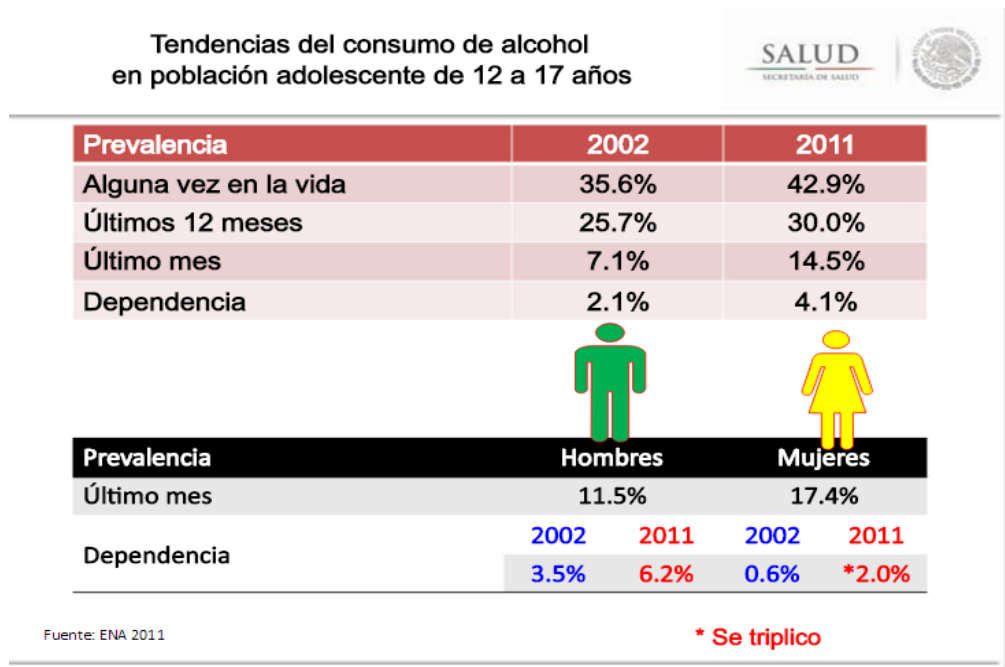 Tendencias del consumo de alcohol
en población adolescente de 12 a 17 años
SALUD
SECRETARÍA DE SALUD
Prevalencia 2002 2011
Alguna vez en la vida 35.6% 42.9%
Últimos 12 meses 25.7% 30.0%
Último mes 7.1% 14.5%
Dependencia 2.1% 4.1%
Prevalencia Hombres Mujeres
Último mes 11.5% 17.4%
Dependencia
2002 2011 2002 2011
3.5% 6.2% 0.6% *2.0%
Fuente: ENA 2011
* Se triplico